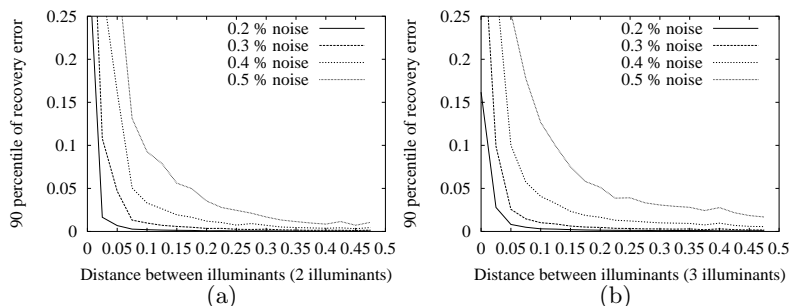 90 percentile of recovery error
0.25
0.2
0.15
0.1
0.05
0
0 0.05 0.1 0.15 0.2 0.25 0.3 0.35 0.4 0.45 0.5
0.2 % noise
0.3 % noise
0.4 % noise
0.5 % noise
Distance between illuminants (2 illuminants)
(a)
90 percentile of recovery error
0.25
0.2
0.15
0.1
0.05
0
0 0.05 0.1 0.15 0.2 0.25 0.3 0.35 0.4 0.45 0.5
0.2 % noise
0.3 % noise
0.4 % noise
0.5 % noise
Distance between illuminants (3 illuminants)
(b)